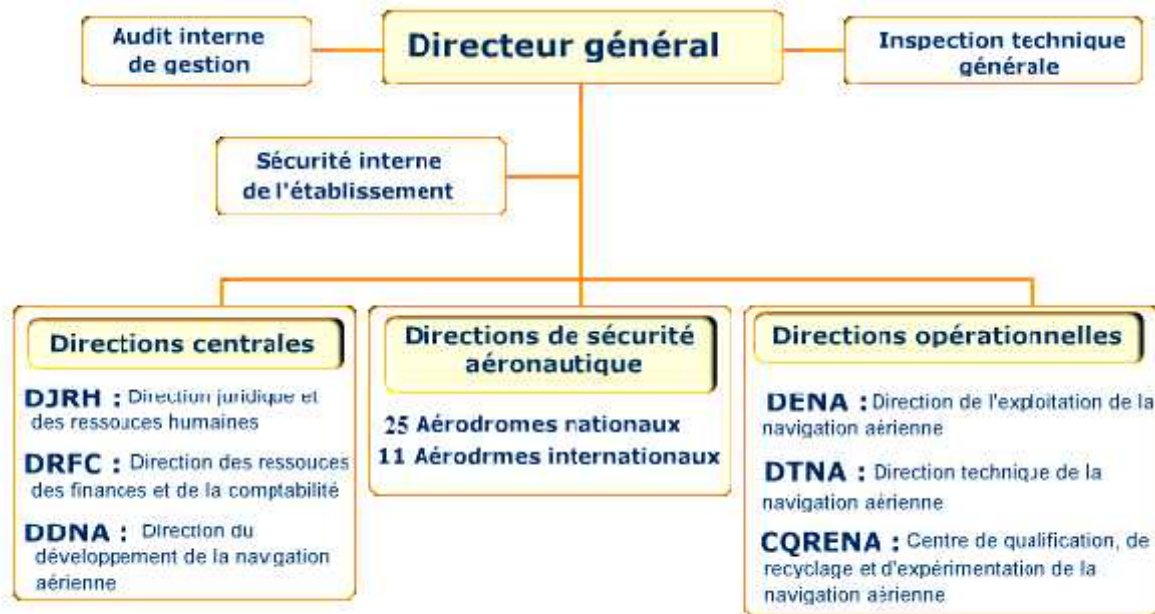 Audit interne
de gestion
Directeur général
Inspection technique
générale
Sécurité interne
de l'établissement
Directions centrales
DJRH : Direction juridique et
des ressouces humaines
DRFC : Direction des ressouces
des finances et de la comptabilité
DDNA : Direction du
développement de la navigation
aérienne
Directions de sécurité
aéronautique
25 Aérodromes nationaux
11 Aérodrmes internationaux
Directions opérationnelles
DENA : Direction de l'exploitation de la
navigation aérienne
DTNA : Direction technique de la
navigation aérienne
CQRENA : Centre de qualification, de
recyclage et d'expérimentation de la
navigation aérienne